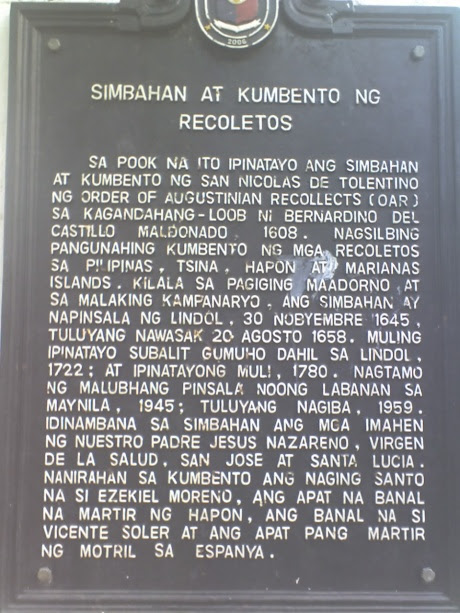 2006
SIMBAHAN AT KUMBENTO NG
RECOLETOS
SA POOK NA ITO IPINATAYO ANG SIMBAHAN
AT KUMBENTO NG SAN NICOLAS DE TOLENTINO
NG ORDER OF AUGUSTINIAN RECOLLECTS (OAR)
SA KAGANDAHANG-LOOB NI BERNARDINO DEL
CASTILLO MALDONADO, 1608. NAGSILBING
PANGUNAHING KUMBENTO NG MGA RECOLETOS
SA PILIPINAS, TSINA, HAPON AT MARIANAS
ISLANDS. KILALA SA PAGIGING MAADORNO AT
SA MALAKING KAMPANARYO, ANG SIMBAHAN AY
NAPINSALA NG LINDOL, 30 NOBYEMBRE 1645,
TULUYANG NAWASAK 20 AGOSTO 1658. MULING
IPINATAYO SUBALIT GUMUHO DAHIL SA LINDOL,
1722; AT IPINATAYONG MULI, 1780. NAGTAMO
NG MALUBHANG PINSALA NOONG LABANAN SA
MAYNILA, 1945; TULUYANG NAGIBA, 1959.
IDINAMBANA SA SIMBAHAN ANG MGA IMAHEN
NG NUESTRO PADRE JESUS NAZARENO, VIRGEN
DE LA SALUD, SAN JOSE AT SANTA LUCIA.
NANIRAHAN SA KUMBENTO ANG NAGING SANTO
NA SI EZEKIEL MORENO, ANG APAT NA BANAL
NA MARTIR NG HAPON, ANG BANAL NA SI
VICENTE SOLER AT ANG APAT PANG MARTIR
NG MOTRIL SA ESPANYA.